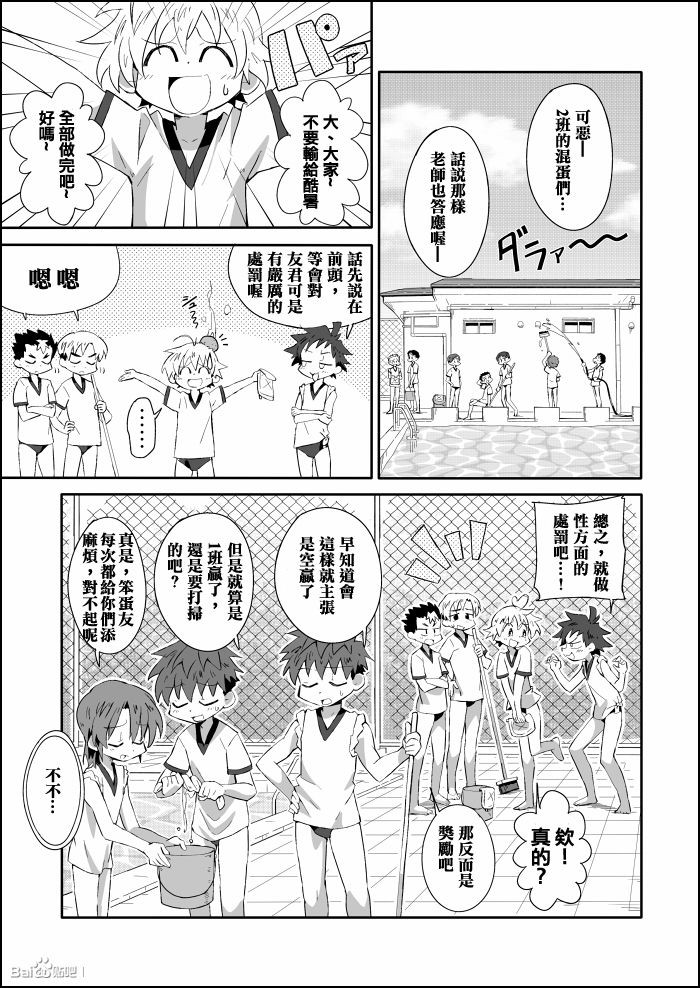 可惡—
2班的混蛋們…
話說那樣
老師也答應喔—
ダラァ〜〜
パァ
大、大家~
不要輸給酷暑
全部做完吧~
好嗎~
話先說在
前頭，
等會對
友君可是
有嚴厲的
處罰喔
……
嗯嗯
總之，就做
性方面的
處罰吧…！
欸！
真的？
那反而是
獎勵吧
早知道會
這樣就主張
是空贏了
但是就算是
1班贏了，
還是要打掃
的吧？
真是，笨蛋友
每次都給你們添
麻煩，對不起呢
不不…
Bai貼吧